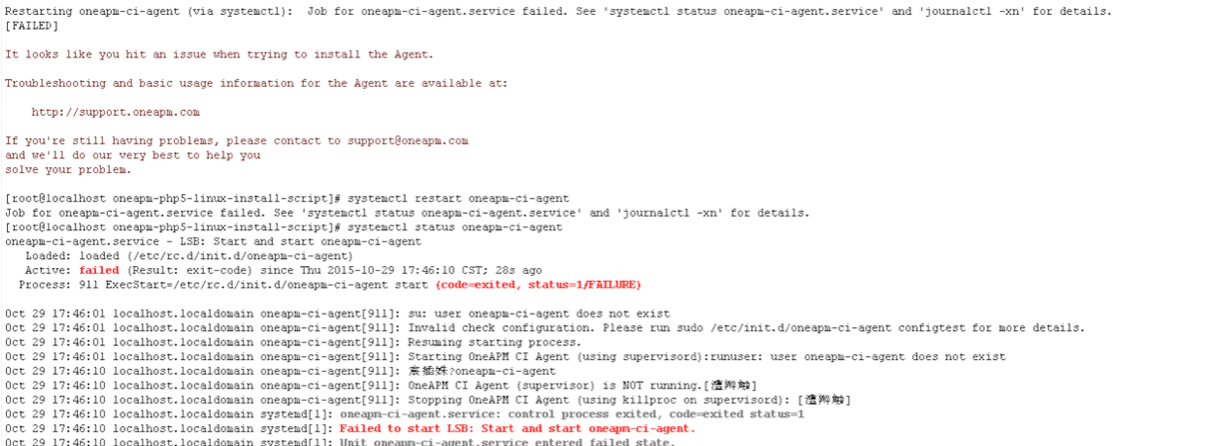 Restarting oneapm-ci-agent (via systemctl):  Job for oneapm-ci-agent.service failed. See 'systemctl status oneapm-ci-agent.service' and 'journalctl -xn' for details.
[FAILED]
It looks like you hit an issue when trying to install the Agent.
Troubleshooting and basic usage information for the Agent are available at:
http://support.oneapm.com
If you're still having problems, please contact to support@oneapm.com
and we'll do our very best to help you
solve your problem.
[root@localhost oneapm-php5-linux-install-script]# systemctl restart oneapm-ci-agent
Job for oneapm-ci-agent.service failed. See 'systemctl status oneapm-ci-agent.service' and 'journalctl -xn' for details.
[root@localhost oneapm-php5-linux-install-script]# systemctl status oneapm-ci-agent
oneapm-ci-agent.service - LSB: Start and start oneapm-ci-agent
Loaded: loaded (/etc/rc.d/init.d/oneapm-ci-agent)
Active: failed (Result: exit-code) since Thu 2015-10-29 17:46:10 CST; 28s ago
Process: 911 ExecStart=/etc/rc.d/init.d/oneapm-ci-agent start (code=exited, status=1/FAILURE)
Oct 29 17:46:01 localhost.localdomain oneapm-ci-agent[911]: su: user oneapm-ci-agent does not exist
Oct 29 17:46:01 localhost.localdomain oneapm-ci-agent[911]: Invalid check configuration. Please run sudo /etc/init.d/oneapm-ci-agent configtest for more details.
Oct 29 17:46:01 localhost.localdomain oneapm-ci-agent[911]: Resuming starting process.
Oct 29 17:46:01 localhost.localdomain oneapm-ci-agent[911]: Starting OneAPM CI Agent (using supervisord):runuser: user oneapm-ci-agent does not exist
Oct 29 17:46:10 localhost.localdomain oneapm-ci-agent[911]: ?oneapm-ci-agent
Oct 29 17:46:10 localhost.localdomain oneapm-ci-agent[911]: OneAPM CI Agent (supervisor) is NOT running.[]
Oct 29 17:46:10 localhost.localdomain oneapm-ci-agent[911]: Stopping OneAPM CI Agent (using killproc on supervisord): []
Oct 29 17:46:10 localhost.localdomain systemd[1]: oneapm-ci-agent.service: control process exited, code=exited status=1
Oct 29 17:46:10 localhost.localdomain systemd[1]: Failed to start LSB: Start and start oneapm-ci-agent.
Oct 29 17:46:10 localhost.localdomain systemd[1]: Unit oneapm-ci-agent.service entered failed state.